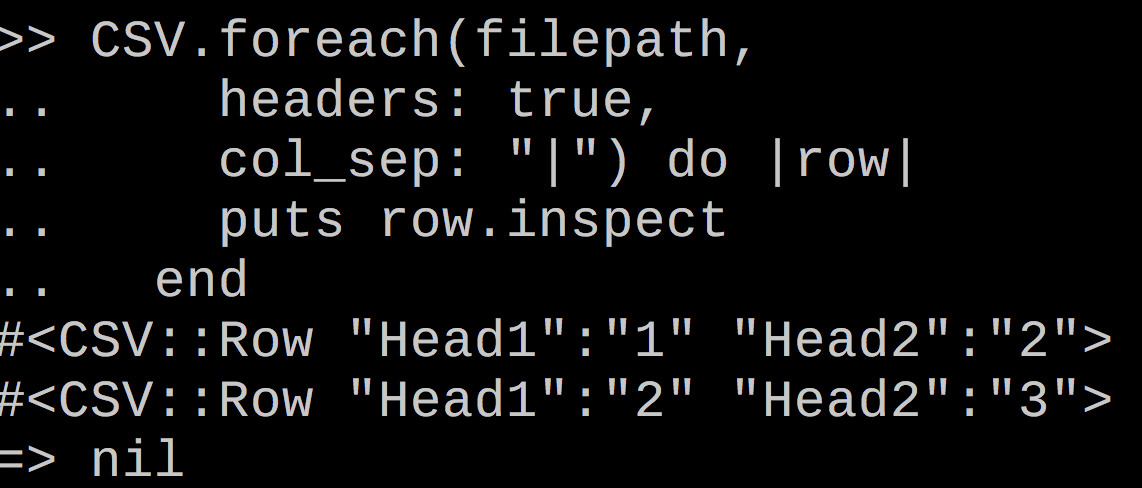 >> CSV.foreach(filepath,
..     headers: true,
..     col_sep: "|") do |row|
..     puts row.inspect
..   end
#<CSV::Row "Head1":"1" "Head2":"2">
#<CSV::Row "Head1":"2" "Head2":"3">
=> nil